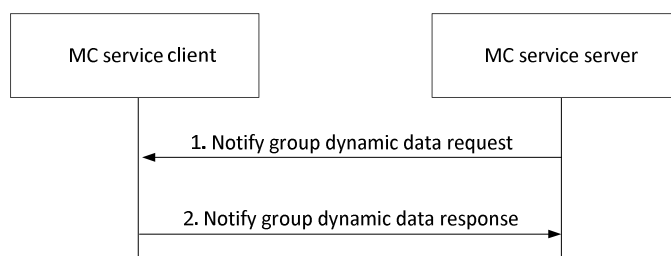 MC service client
MC service server
1. Notify group dynamic data request
2. Notify group dynamic data response